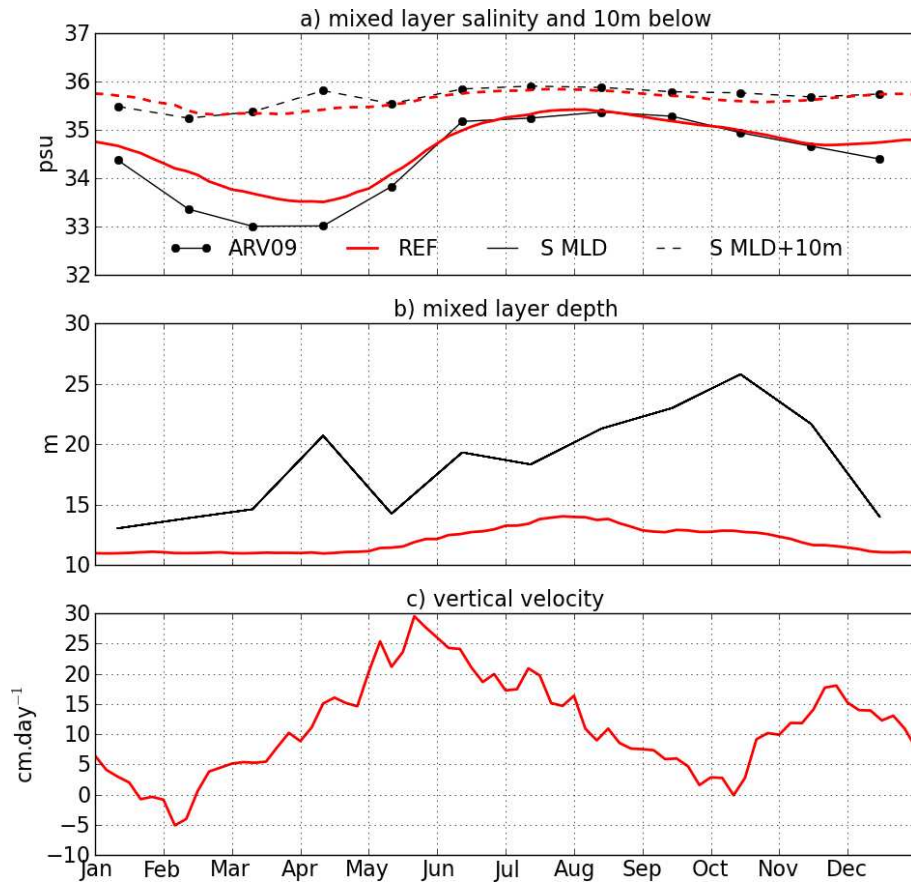 a) mixed layer salinity and 10m below
37
36
35
34
33
32
psu
ARV09 REF S MLD S MLD+10m
b) mixed layer depth
30
25
20
15
10
m
c) vertical velocity
30
25
20
15
10
5
0
−5
−10
cm.day⁻¹
Jan Feb Mar Apr May Jun Jul Aug Sep Oct Nov Dec